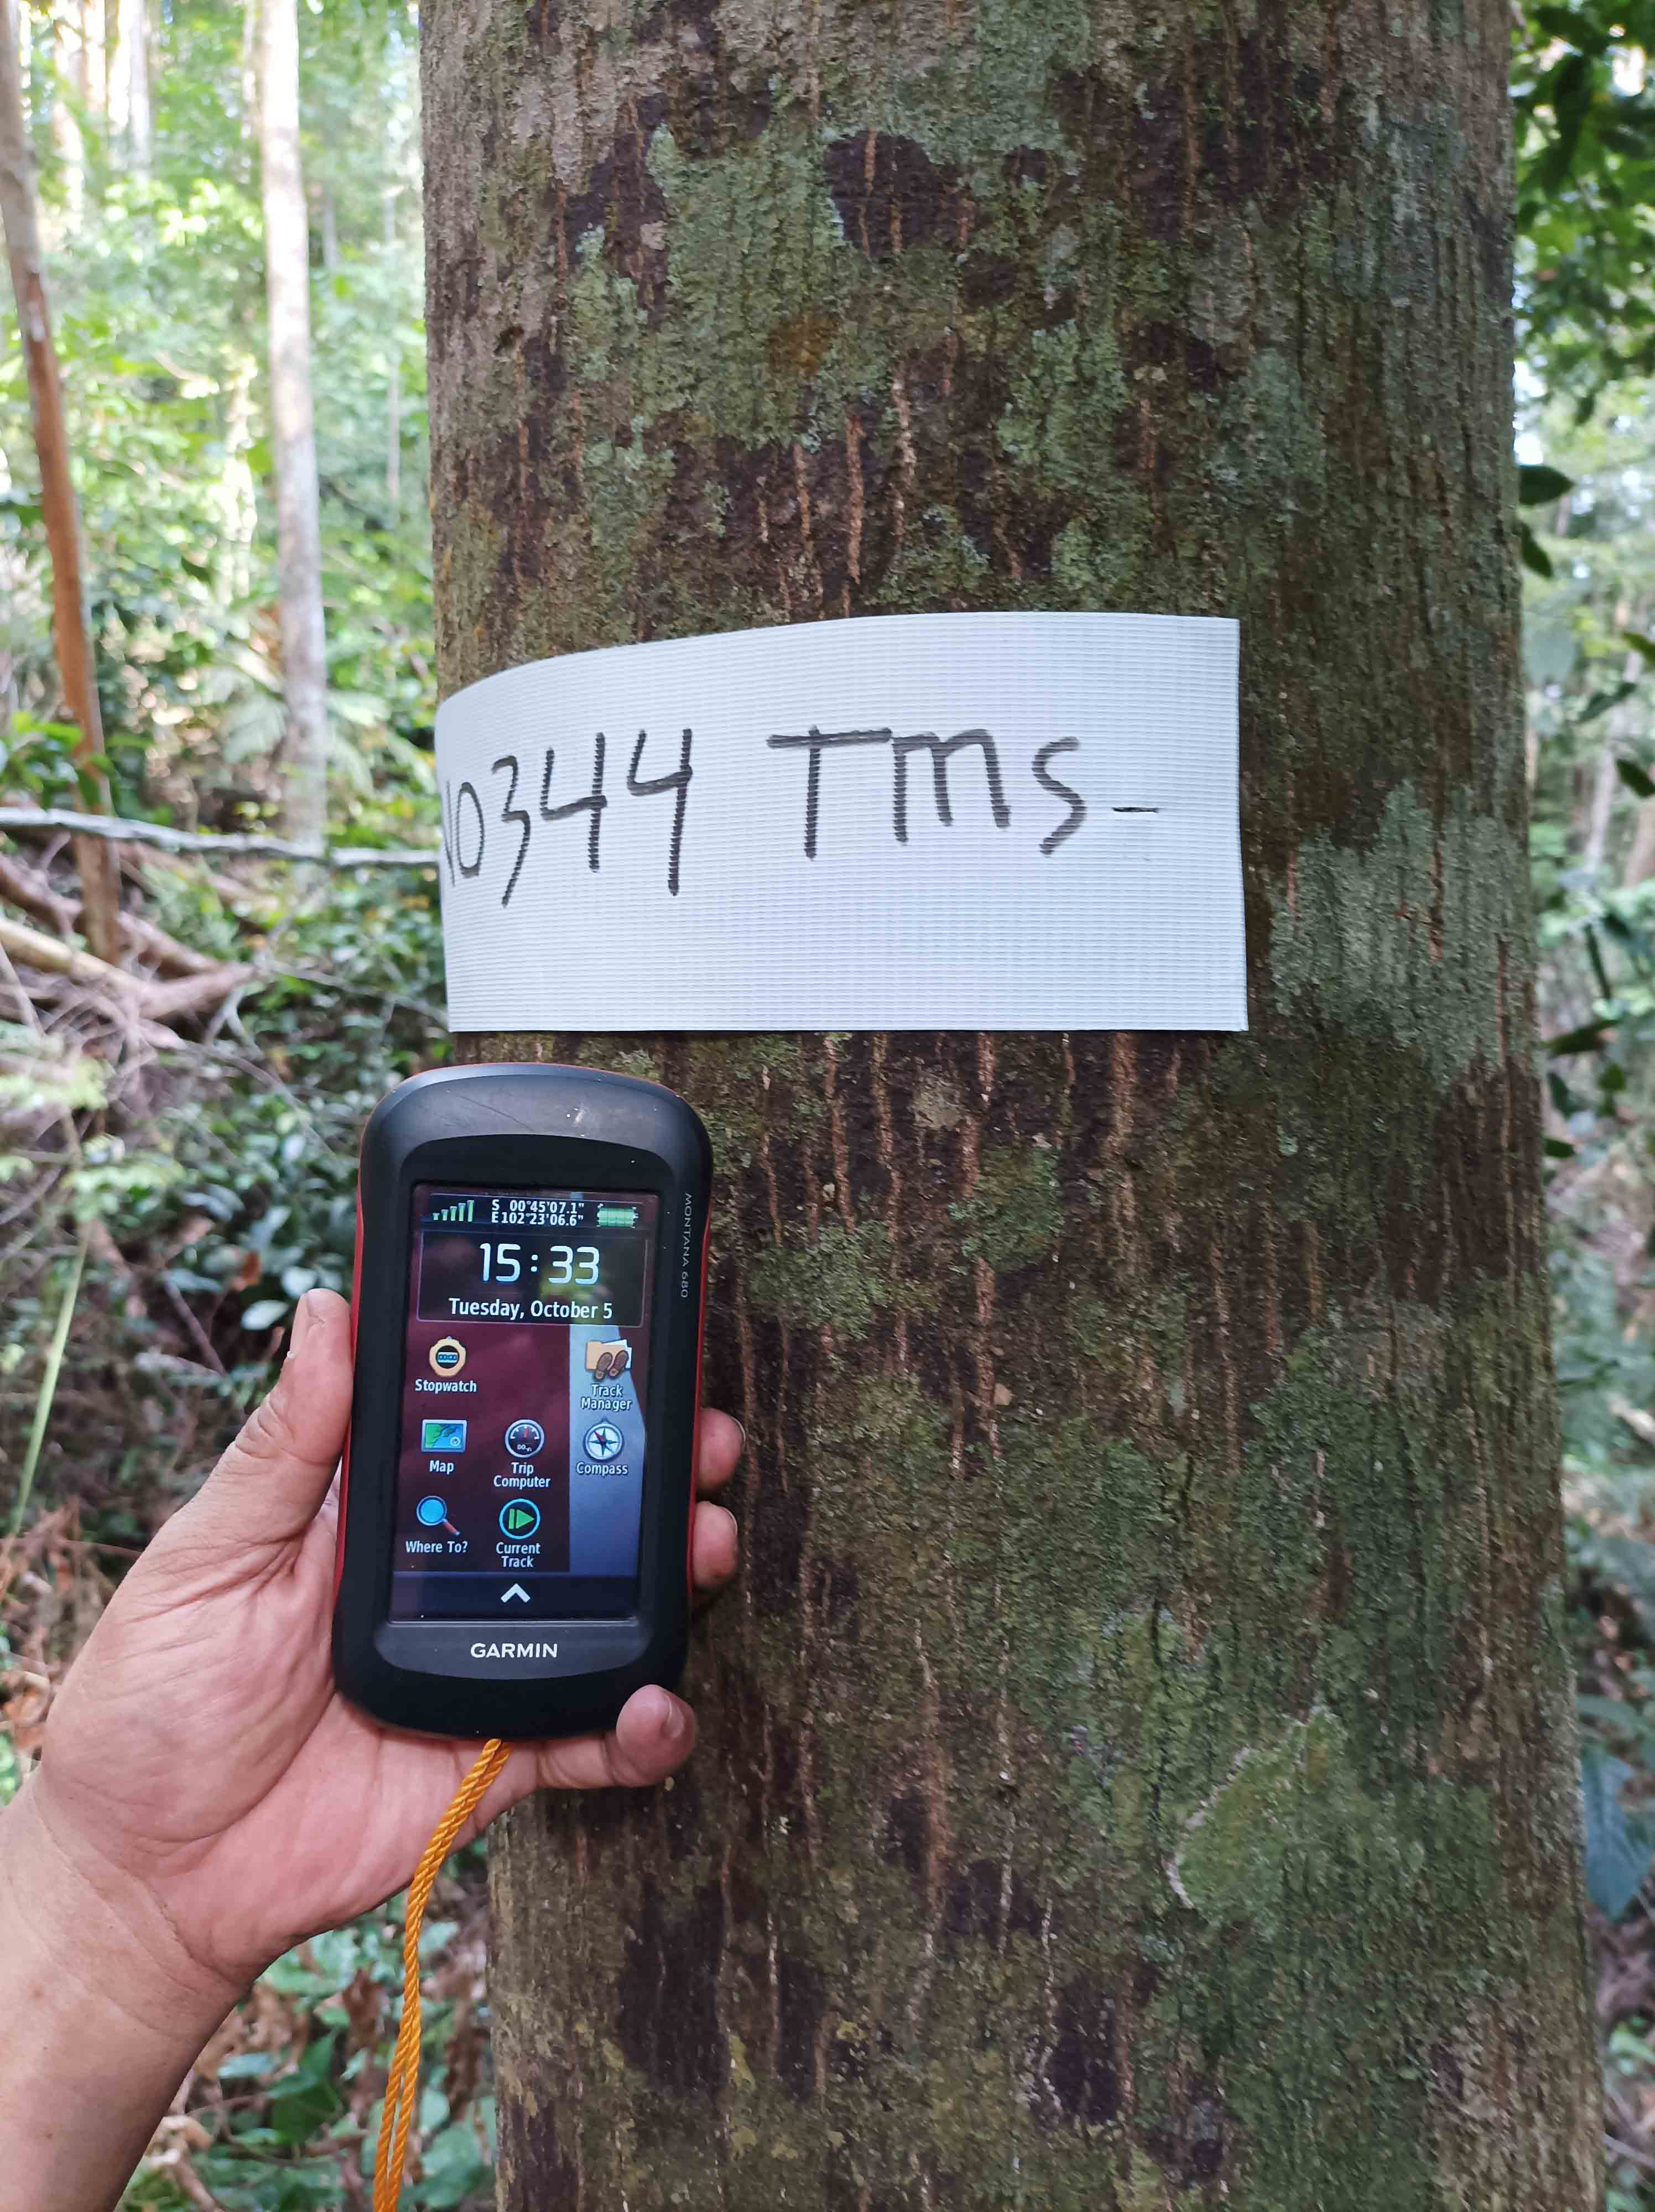 NO344 TMS-
S 00°45'07.1"
E 102°23'06.6"
15:33
Tuesday, October 5
Stopwatch
Track
Manager
Map
Trip
Computer
Compass
Where To?
Current
Track
GARMIN
MONTANA 680